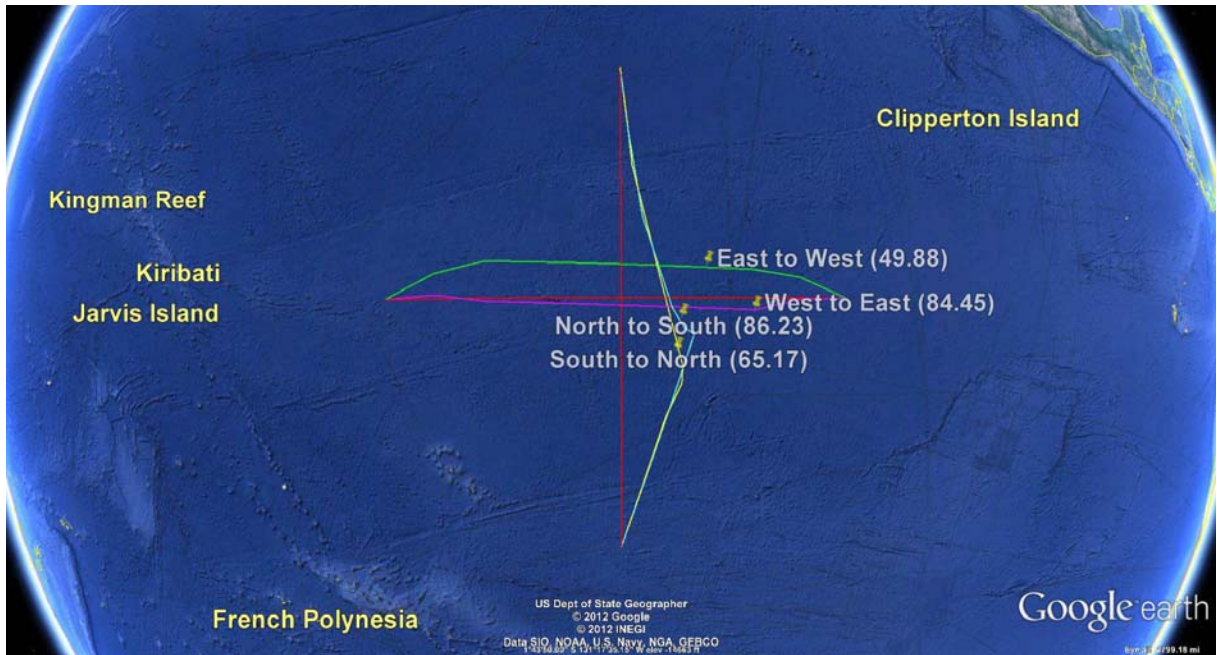 Clipperton Island
Kingman Reef
East to West (49.88)
Kiribati
West to East (84.45)
Jarvis Island
North to South (86.23)
South to North (65.17)
French Polynesia
US Dept of State Geographer
© 2012 Google
© 2012 INEGI
Data SIO, NOAA, U.S. Navy, NGA, GEBCO
Google earth